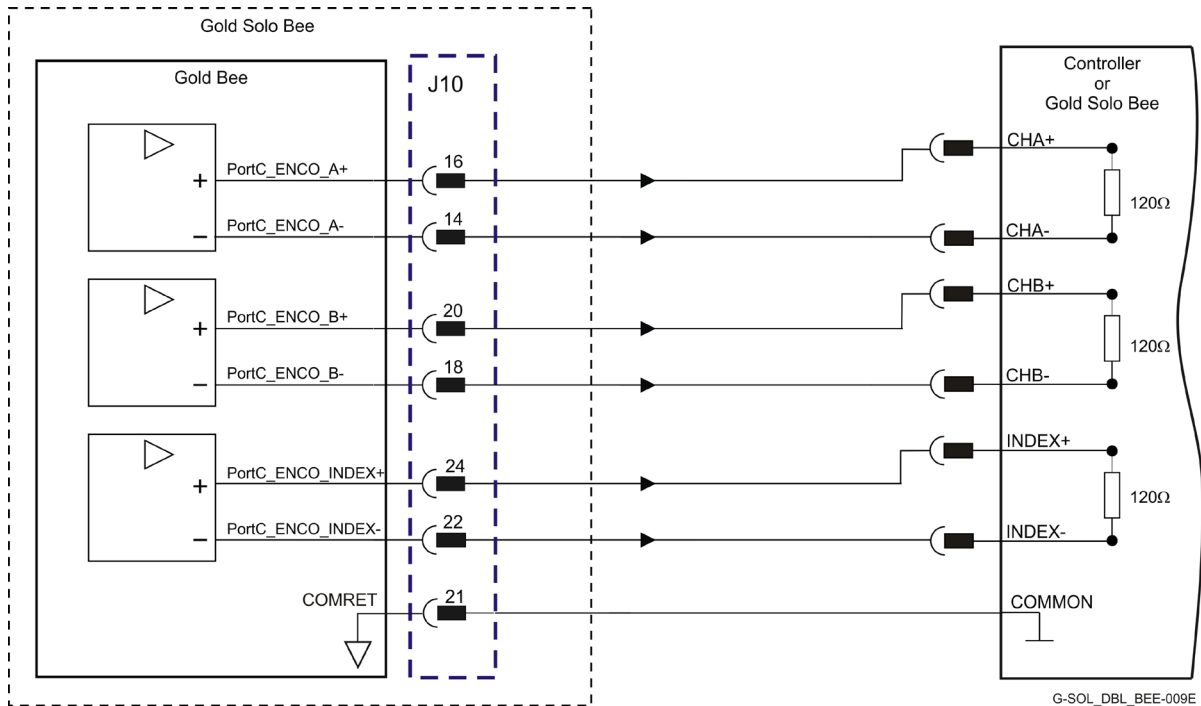 Gold Solo Bee
Gold Bee
J10
Controller
or
Gold Solo Bee
+
PortC_ENCO_A+
16
CHA+
120Ω
−
PortC_ENCO_A-
14
CHA-
+
PortC_ENCO_B+
20
CHB+
120Ω
−
PortC_ENCO_B-
18
CHB-
+
PortC_ENCO_INDEX+
24
INDEX+
120Ω
−
PortC_ENCO_INDEX-
22
INDEX-
COMRET
21
COMMON
G-SOL_DBL_BEE-009E